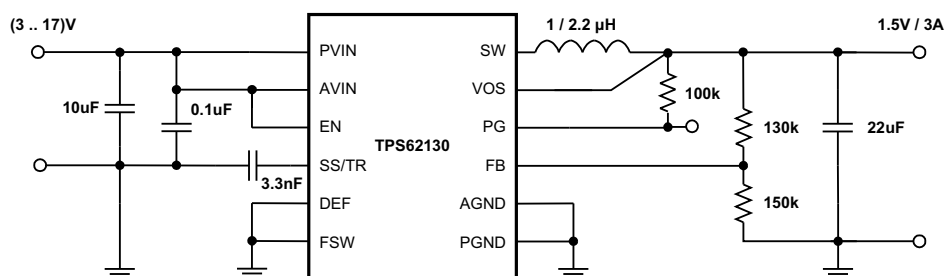 (3 .. 17)V
1 / 2.2 µH
1.5V / 3A
PVIN
SW
AVIN
VOS
100k
10uF
0.1uF
EN
PG
130k
22uF
TPS62130
SS/TR
FB
3.3nF
DEF
AGND
150k
FSW
PGND